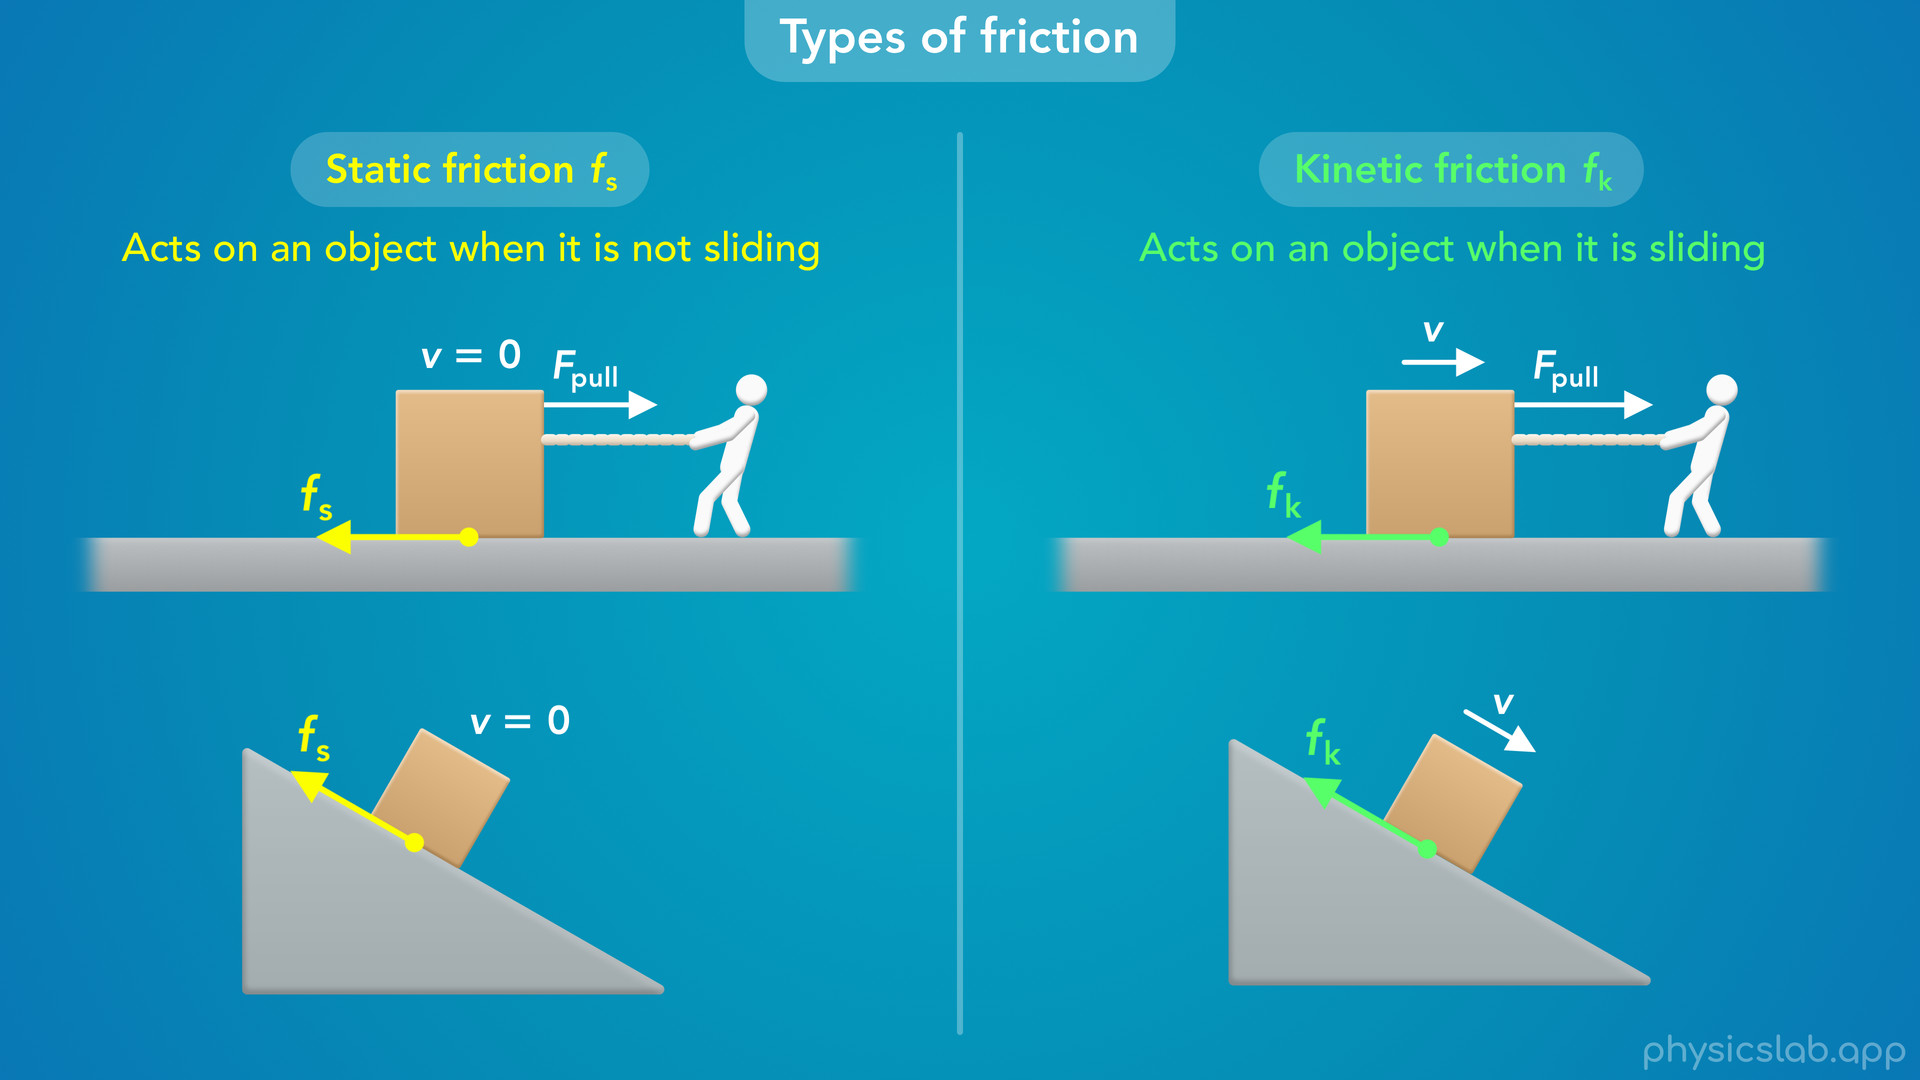 Types of friction
Static friction fs
Acts on an object when it is not sliding
v = 0
Fpull
fs
fs
v = 0
Kinetic friction fk
Acts on an object when it is sliding
v
Fpull
fk
v
fk
physicslab.app